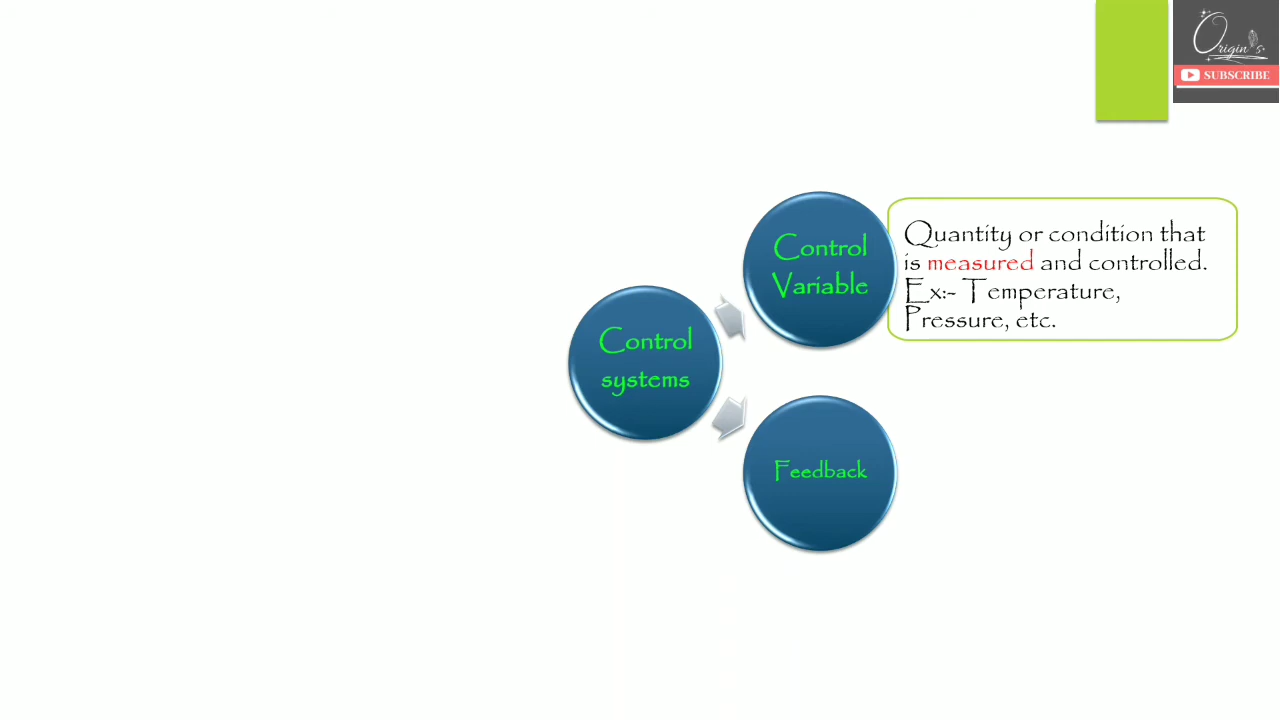 Origin's
SUBSCRIBE
Control
Variable
Quantity or condition that
is measured and controlled.
Ex:- Temperature,
Pressure, etc.
Control
systems
Feedback